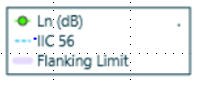 Ln (dB)
IIC 56
Flanking Limit